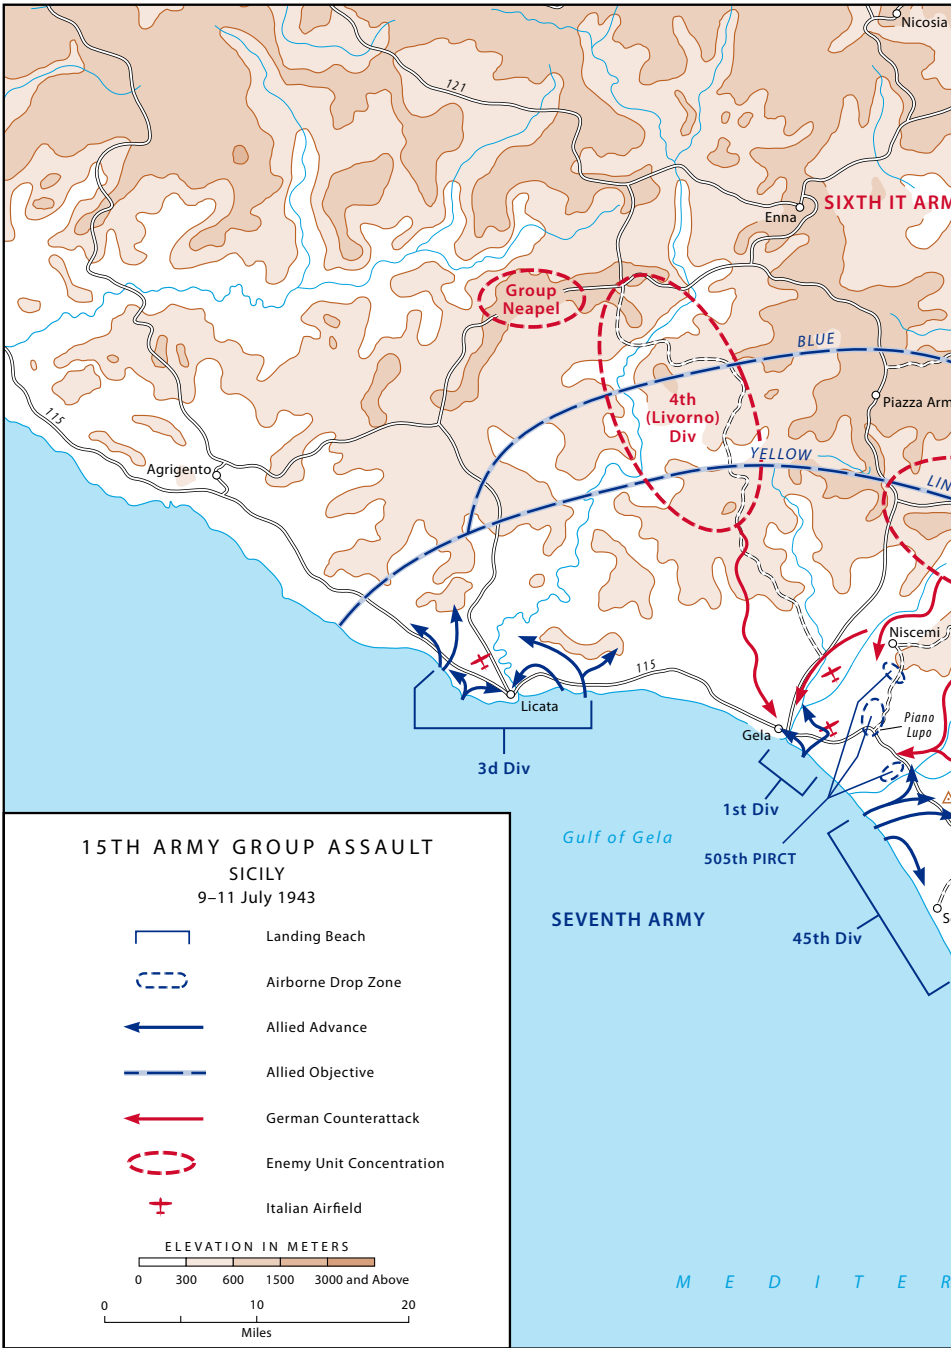 Nicosia
121
Enna
SIXTH IT ARM
Group
Neapel
BLUE
4th
(Livorno)
Div
Piazza Arm
115
Agrigento
YELLOW
LIN
Niscemi
115
Licata
Gela
Piano
Lupo
3d Div
1st Div
Gulf of Gela
505th PIRCT
SEVENTH ARMY
45th Div
S
15TH ARMY GROUP ASSAULT
SICILY
9–11 July 1943
Landing Beach
Airborne Drop Zone
Allied Advance
Allied Objective
German Counterattack
Enemy Unit Concentration
Italian Airfield
ELEVATION IN METERS
0 300 600 1500 3000 and Above
0 10 20
Miles
M E D I T E R